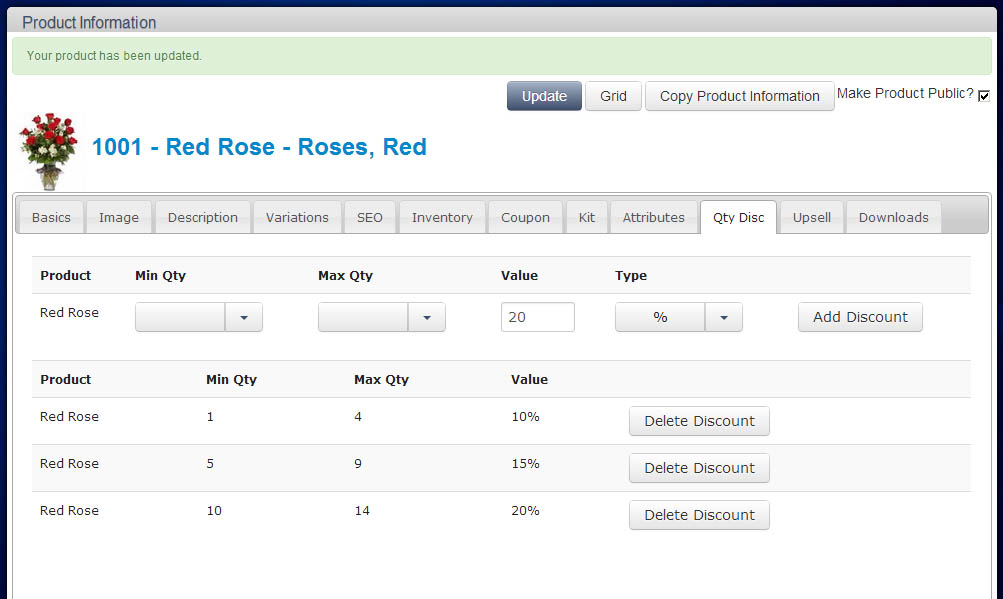 Product Information
Your product has been updated.
Update Grid Copy Product Information Make Product Public?
1001 - Red Rose - Roses, Red
Basics Image Description Variations SEO Inventory Coupon Kit Attributes Qty Disc Upsell Downloads
Product Min Qty Max Qty Value Type
Red Rose 20 % Add Discount
Product Min Qty Max Qty Value
Red Rose 1 4 10% Delete Discount
Red Rose 5 9 15% Delete Discount
Red Rose 10 14 20% Delete Discount